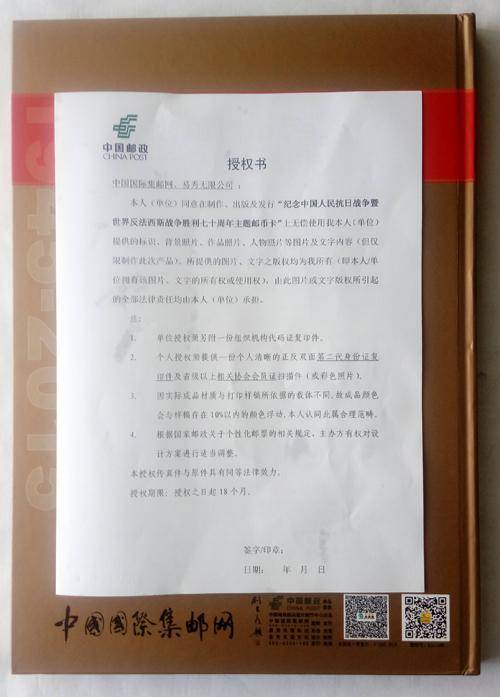 中国邮政
CHINA POST
授权书
中国国际集邮网、易秀无限公司：
本人（单位）同意在制作、出版及发行“纪念中国人民抗日战争暨
世界反法西斯战争胜利七十周年主题邮币卡”上无偿使用我本人（单位）
提供的标识、背景照片、作品照片、人物照片等图片及文字内容（但仅
限制作此次产品）。所提供的图片、文字之版权均为我所有（即本人/单
位拥有该图片、文字的所有权或使用权），由此图片或文字版权所引起
的全部法律责任均由本人（单位）承担。
注：
1. 单位授权须另附一份组织机构代码证复印件。
2. 个人授权须提供一份个人清晰的正反双面第二代身份证复
印件及省级以上相关协会会员证扫描件（或彩色照片）。
3. 因实际成品材质与打印样稿所依据的载体不同，故成品颜色
会与样稿存在10%以内的颜色浮动，本人认同此属合理范畴。
4. 根据国家邮政关于个性化邮票的相关规定，主办方有权对设
计方案进行适当调整。
本授权传真件与原件具有同等法律效力。
授权期限：授权之日起18个月。
签字/印章：
日期： 年 月 日
1945-2015
中國國際集邮网
中国邮政
CHINA POST